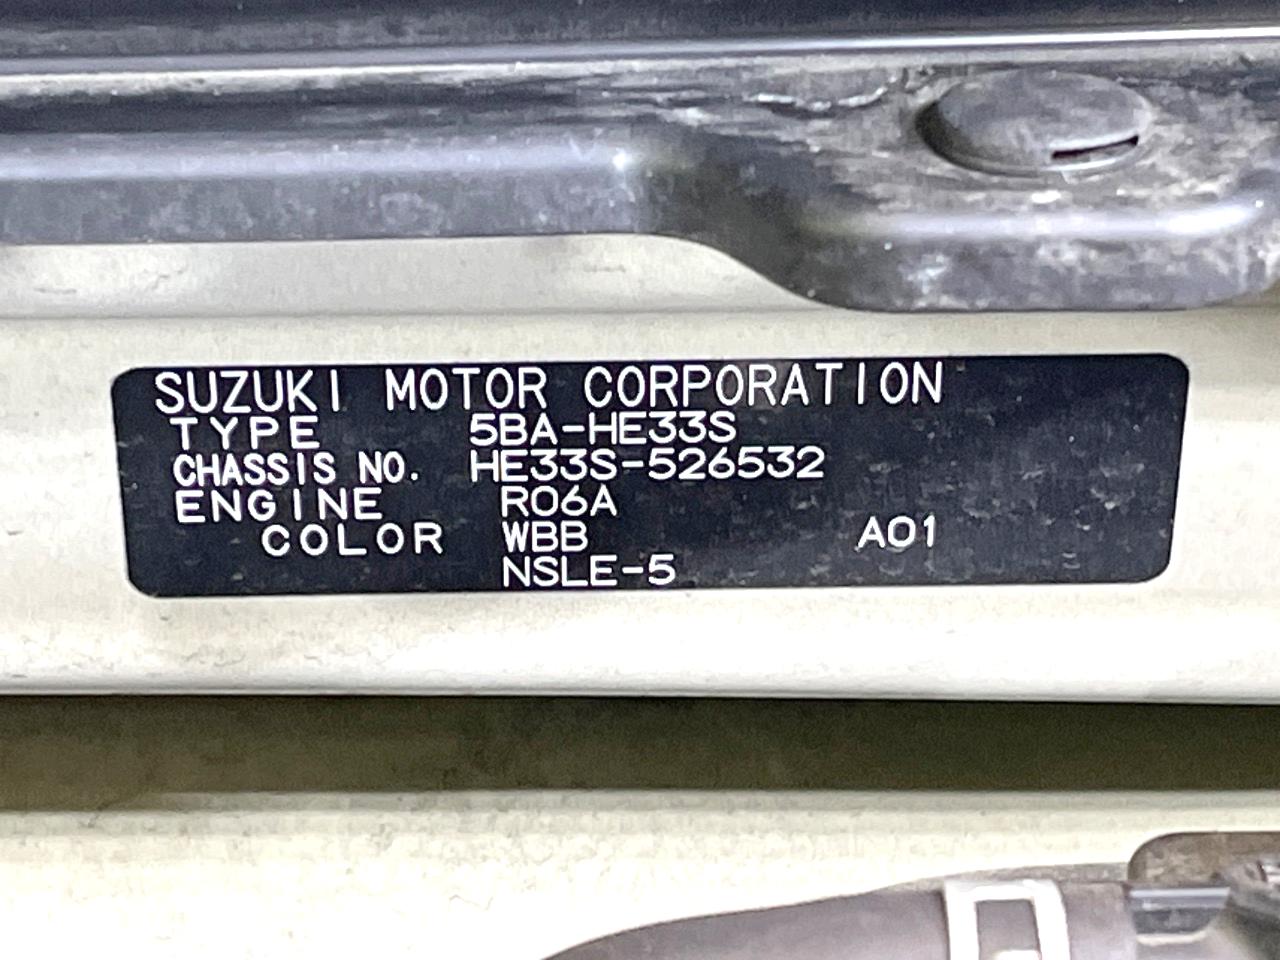 SUZUKI MOTOR CORPORATION
TYPE 5BA-HE33S
CHASSIS NO. HE33S-526532
ENGINE R06A
COLOR WBB A01
NSLE-5